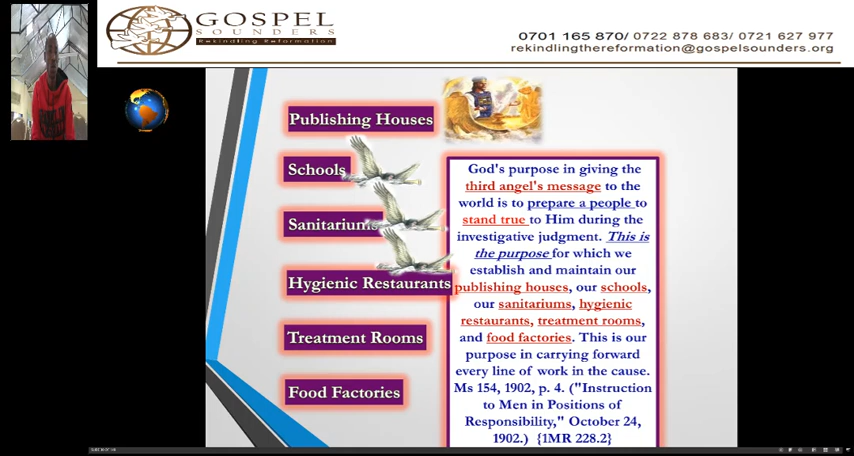 GOSPEL
SOUNDERS
Rekindling Reformation
0701 165 870/ 0722 878 683/ 0721 627 977
rekindlingthereformation@gospelsounders.org
Publishing Houses
Schools
Sanitariums
Hygienic Restaurants
Treatment Rooms
Food Factories
God's purpose in giving the
third angel's message to the
world is to prepare a people to
stand true to Him during the
investigative judgment. This is
the purpose for which we
establish and maintain our
publishing houses, our schools,
our sanitariums, hygienic
restaurants, treatment rooms,
and food factories. This is our
purpose in carrying forward
every line of work in the cause.
Ms 154, 1902, p. 4. ("Instruction
to Men in Positions of
Responsibility," October 24,
1902.) {1MR 228.2}